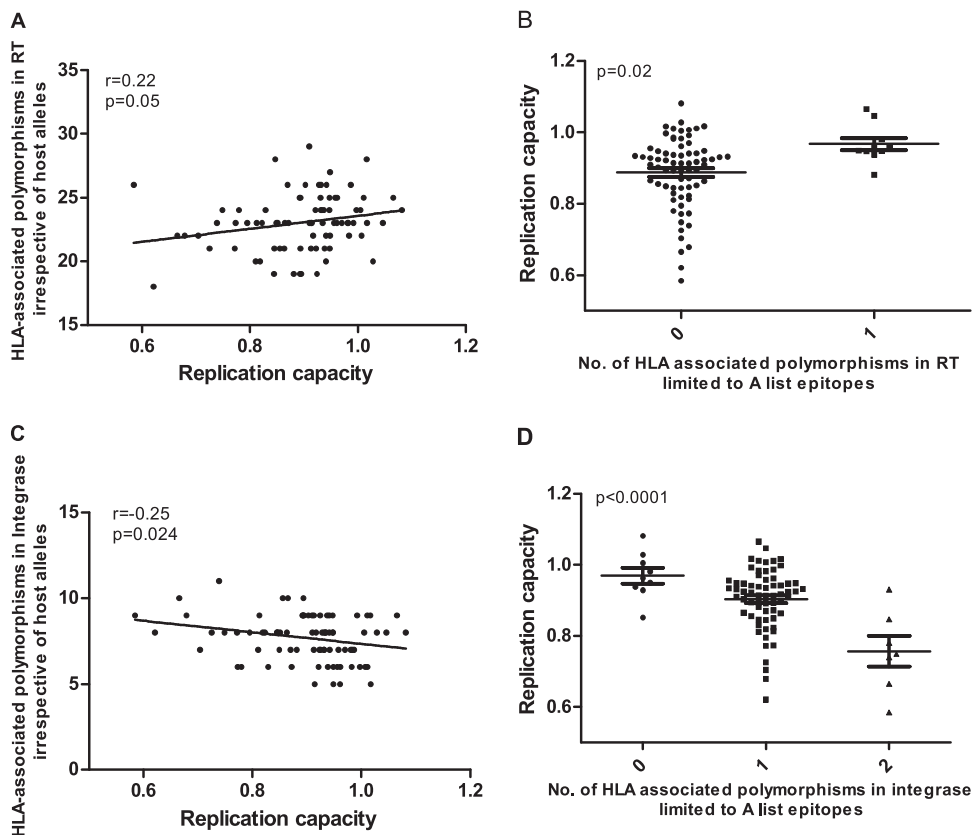 A
HLA-associated polymorphisms in RT
irrespective of host alleles
35
30
25
20
15
r=0.22
p=0.05
0.6
0.8
1.0
1.2
Replication capacity
B
Replication capacity
1.2
1.0
0.8
0.6
p=0.02
0
1
No. of HLA associated polymorphisms in RT
limited to A list epitopes
C
HLA-associated polymorphisms in Integrase
irrespective of host alleles
15
10
5
0
r=-0.25
p=0.024
0.6
0.8
1.0
1.2
Replication capacity
D
Replication capacity
1.2
1.0
0.8
0.6
p<0.0001
0
1
2
No. of HLA associated polymorphisms in integrase
limited to A list epitopes